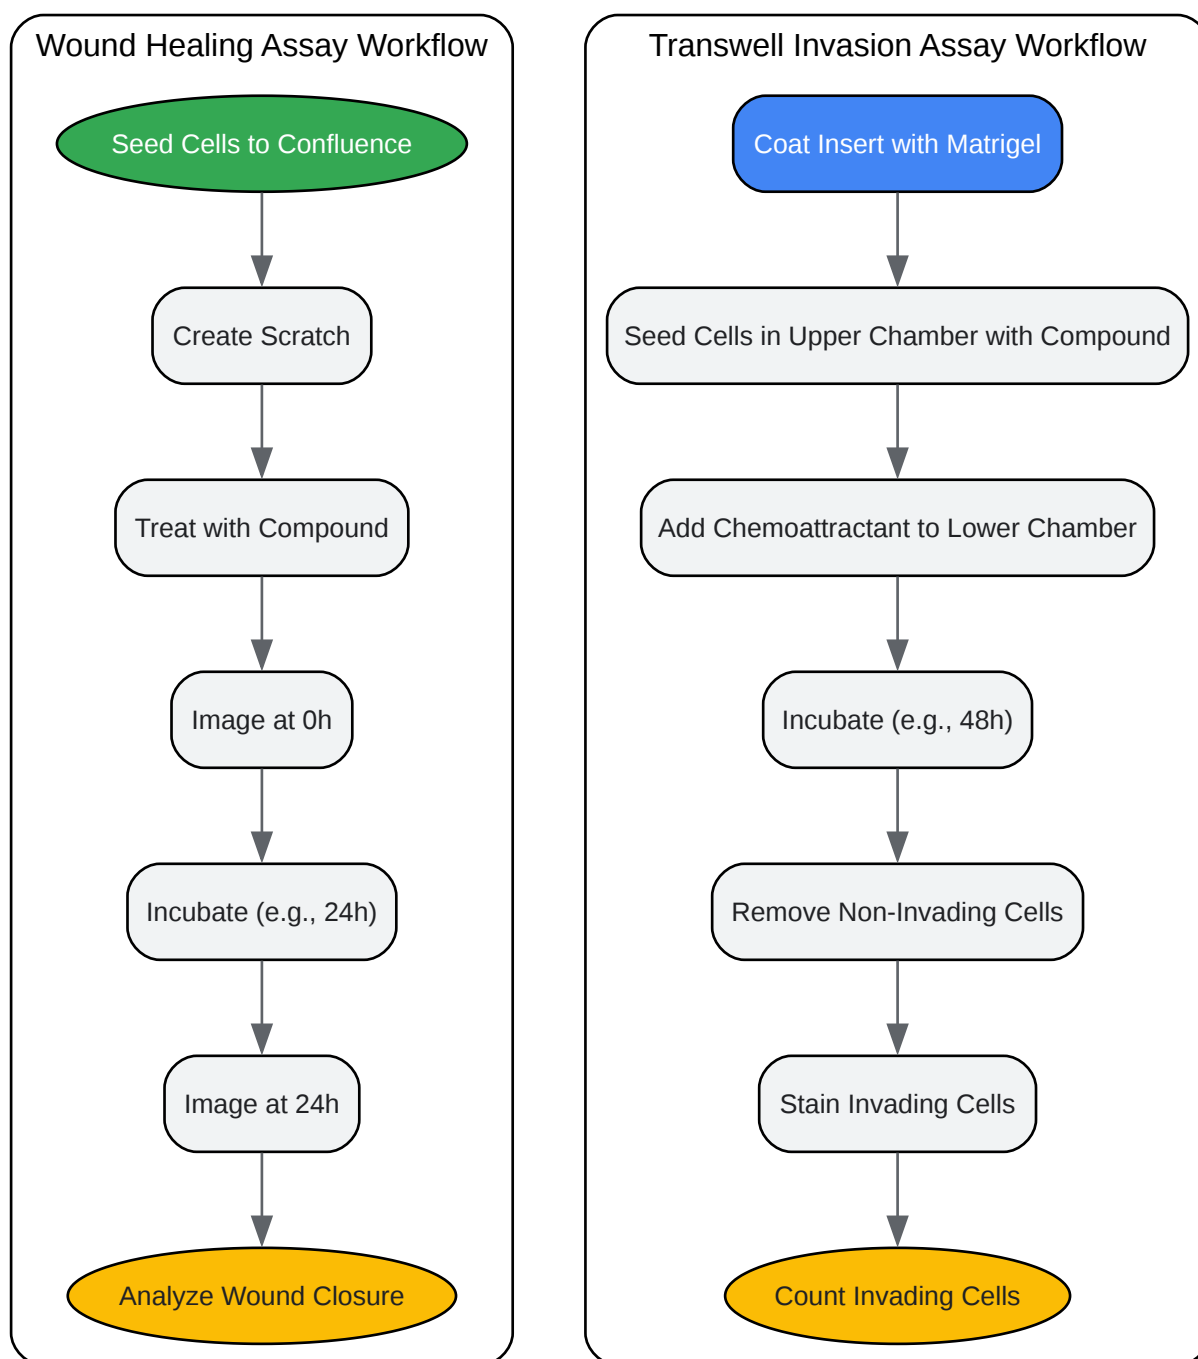 Wound Healing Assay Workflow
Seed Cells to Confluence
Create Scratch
Treat with Compound
Image at 0h
Incubate (e.g., 24h)
Image at 24h
Analyze Wound Closure
Transwell Invasion Assay Workflow
Coat Insert with Matrigel
Seed Cells in Upper Chamber with Compound
Add Chemoattractant to Lower Chamber
Incubate (e.g., 48h)
Remove Non-Invading Cells
Stain Invading Cells
Count Invading Cells